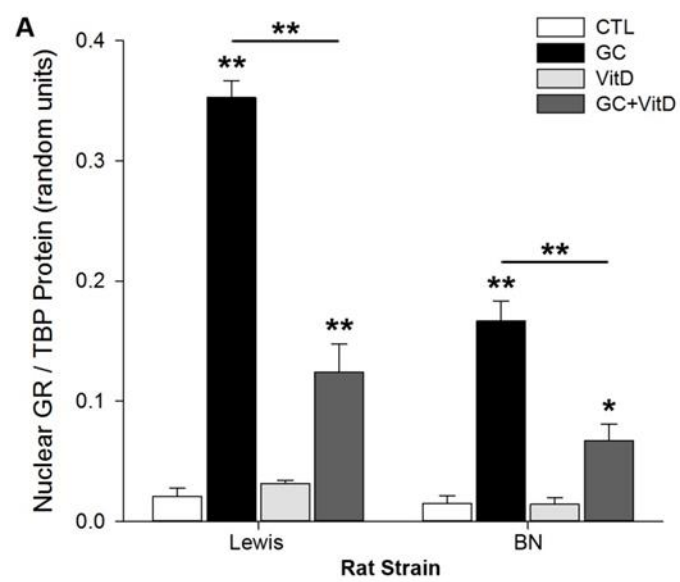 A
CTL
GC
VitD
GC+VitD
Nuclear GR / TBP Protein (random units)
0.4
0.3
0.2
0.1
0.0
**
**
**
**
**
*
Lewis
BN
Rat Strain